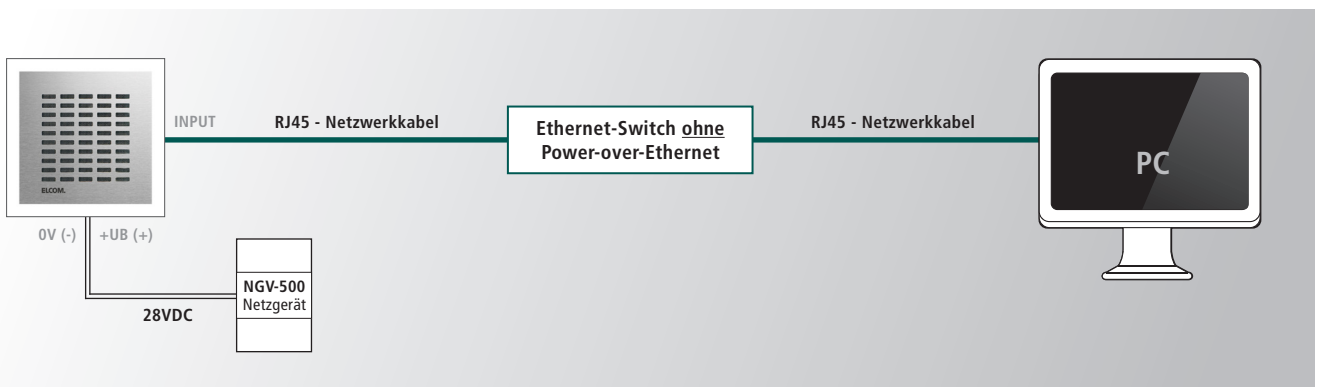 INPUT
RJ45 - Netzwerkkabel
Ethernet-Switch ohne
Power-over-Ethernet
RJ45 - Netzwerkkabel
PC
ELCOM.
0V (-)
+UB (+)
NGV-500
Netzgerät
28VDC